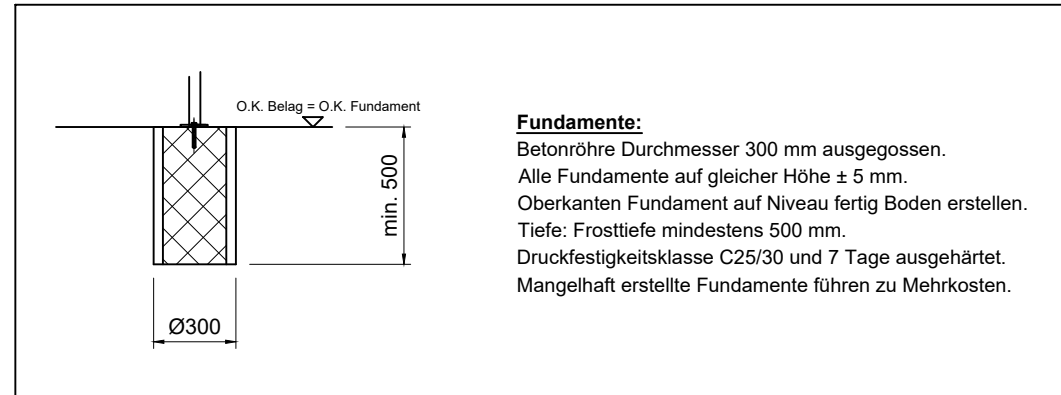 O.K. Belag = O.K. Fundament
min. 500
Ø300
Fundamente:
Betonröhre Durchmesser 300 mm ausgegossen.
Alle Fundamente auf gleicher Höhe ± 5 mm.
Oberkanten Fundament auf Niveau fertig Boden erstellen.
Tiefe: Frosttiefe mindestens 500 mm.
Druckfestigkeitsklasse C25/30 und 7 Tage ausgehärtet.
Mangelhaft erstellte Fundamente führen zu Mehrkosten.